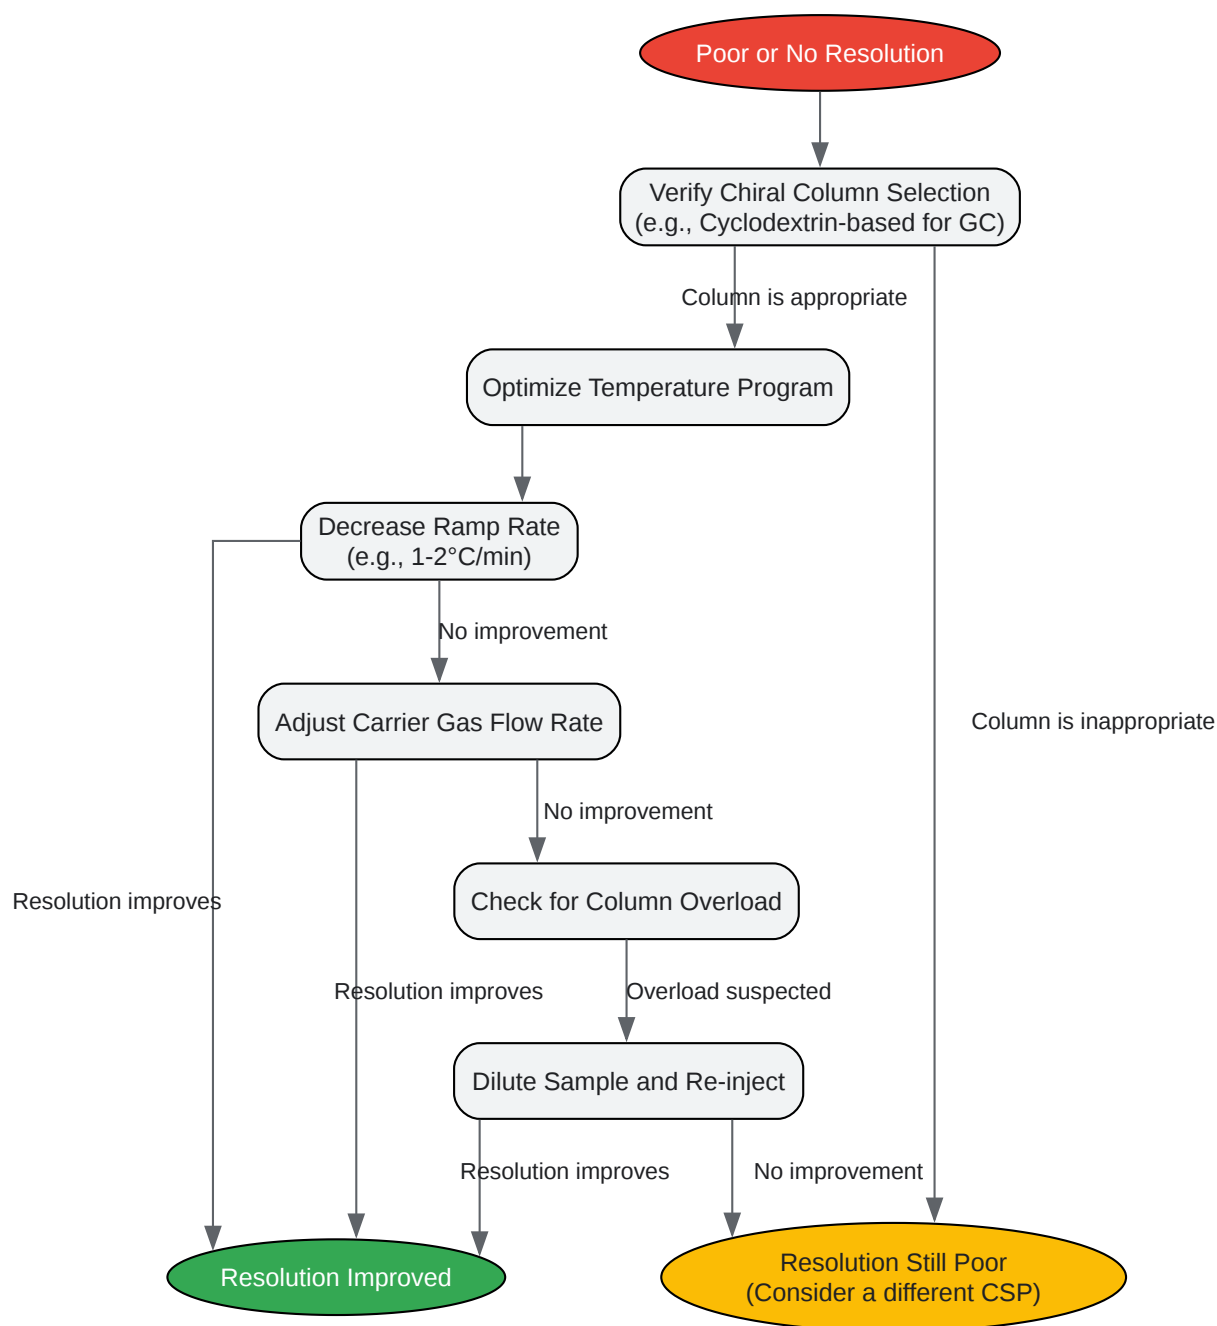 Poor or No Resolution
Verify Chiral Column Selection
(e.g., Cyclodextrin-based for GC)
Column is appropriate
Optimize Temperature Program
Decrease Ramp Rate
(e.g., 1-2°C/min)
No improvement
Adjust Carrier Gas Flow Rate
Column is inappropriate
No improvement
Check for Column Overload
Resolution improves
Resolution improves
Overload suspected
Dilute Sample and Re-inject
Resolution improves
No improvement
Resolution Improved
Resolution Still Poor
(Consider a different CSP)